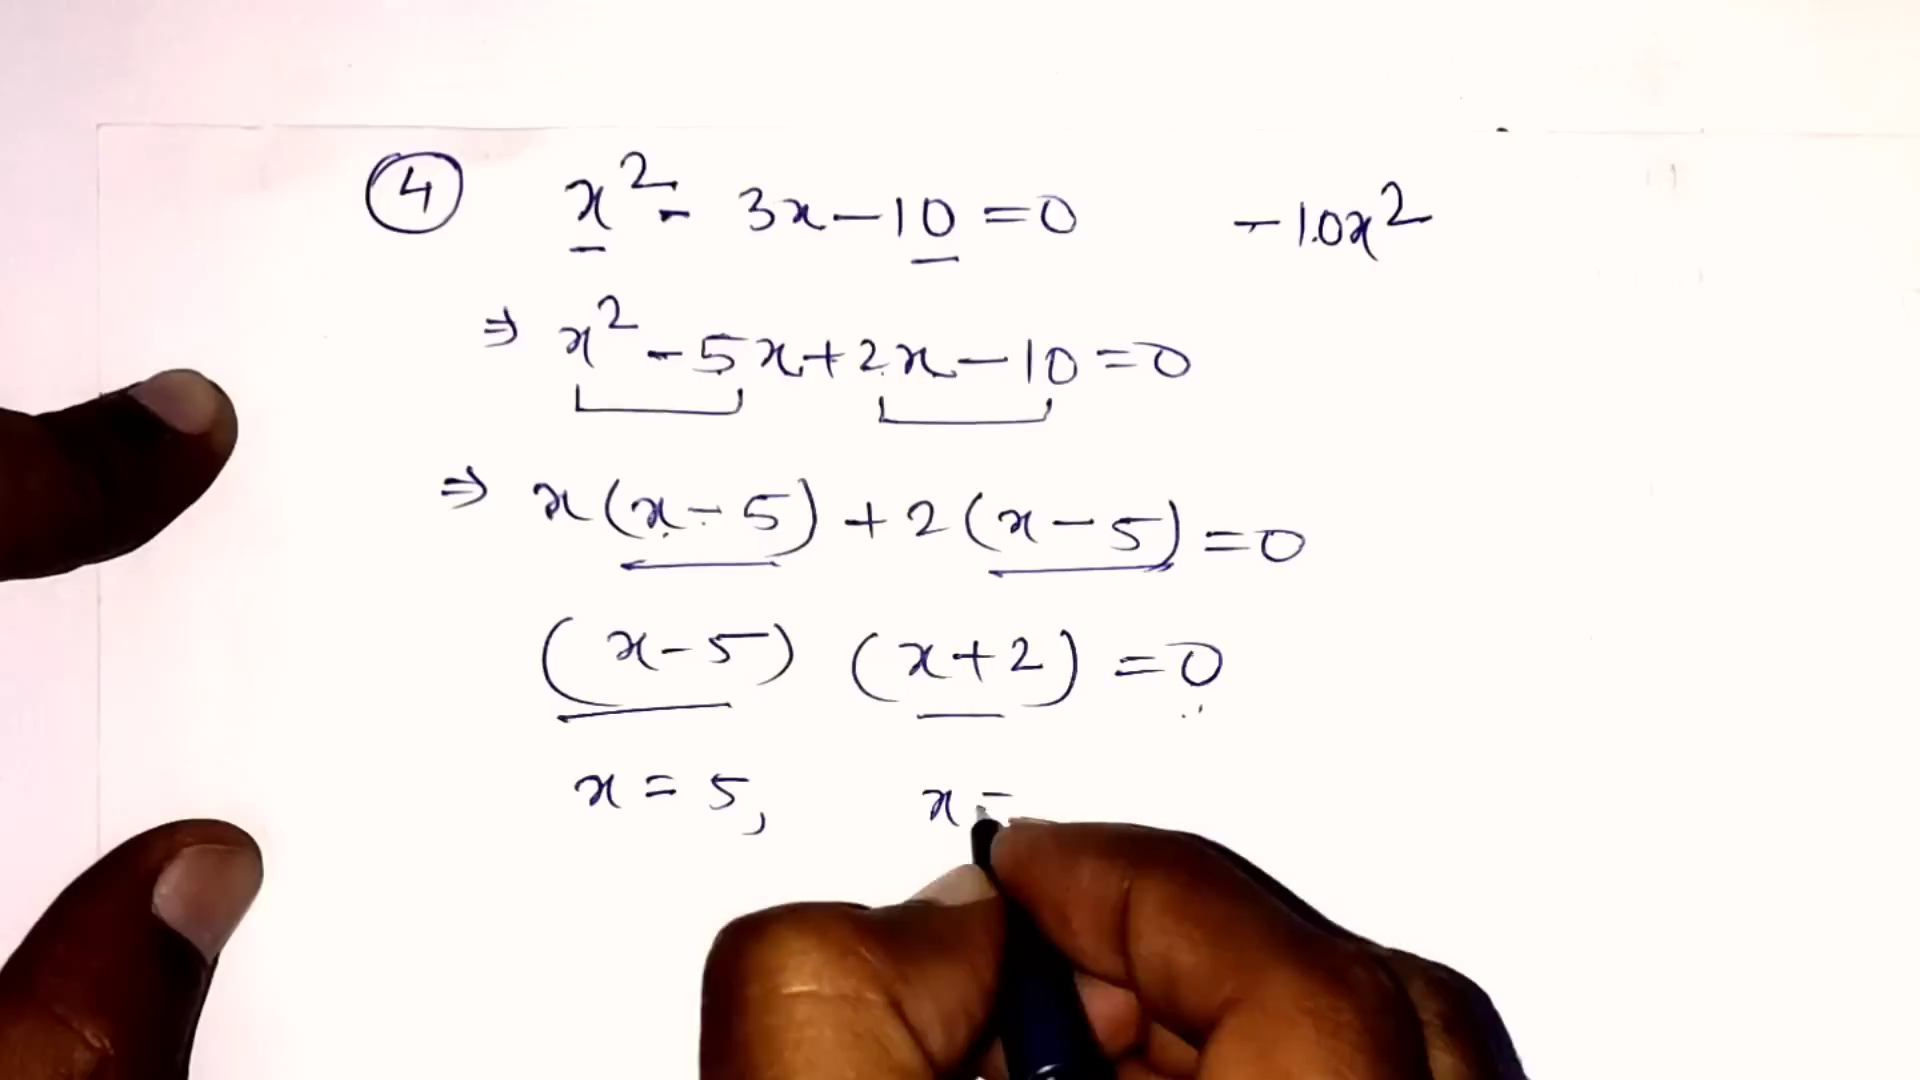 ④ x² - 3x - 10 = 0 - 10x²
⇒ x² - 5x + 2x - 10 = 0
⇒ x(x - 5) + 2(x - 5) = 0
(x - 5) (x + 2) = 0
x = 5, x =